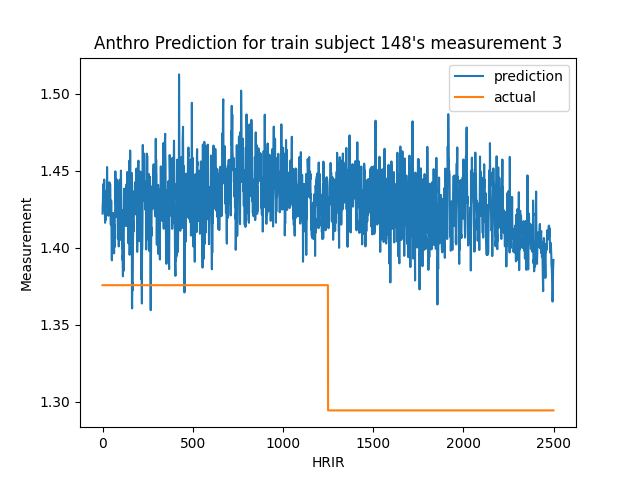 Anthro Prediction for train subject 148's measurement 3
prediction
actual
1.50
1.45
1.40
1.35
1.30
Measurement
0
500
1000
1500
2000
2500
HRIR